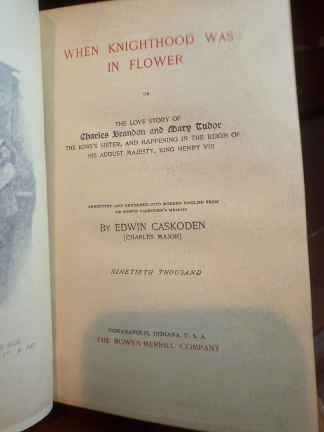 WHEN KNIGHTHOOD WAS
IN FLOWER
OR
THE LOVE STORY OF
Charles Brandon and Mary Tudor
THE KING'S SISTER, AND HAPPENING IN THE REIGN OF
HIS AUGUST MAJESTY, KING HENRY VIII
REWRITTEN AND RENDERED INTO MODERN ENGLISH FROM
SIR EDWIN CASKODEN'S MEMOIR
BY EDWIN CASKODEN
[CHARLES MAJOR]
NINETIETH THOUSAND
INDIANAPOLIS, INDIANA, U. S. A.
THE BOWEN-MERRILL COMPANY